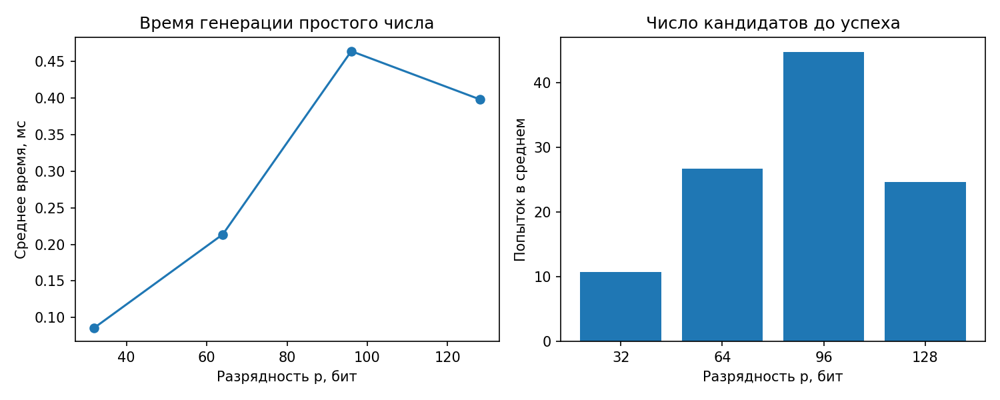 Время генерации простого числа
Среднее время, мс
0.45
0.40
0.35
0.30
0.25
0.20
0.15
0.10
40 60 80 100 120
Разрядность p, бит
Число кандидатов до успеха
Попыток в среднем
40
30
20
10
0
32 64 96 128
Разрядность p, бит